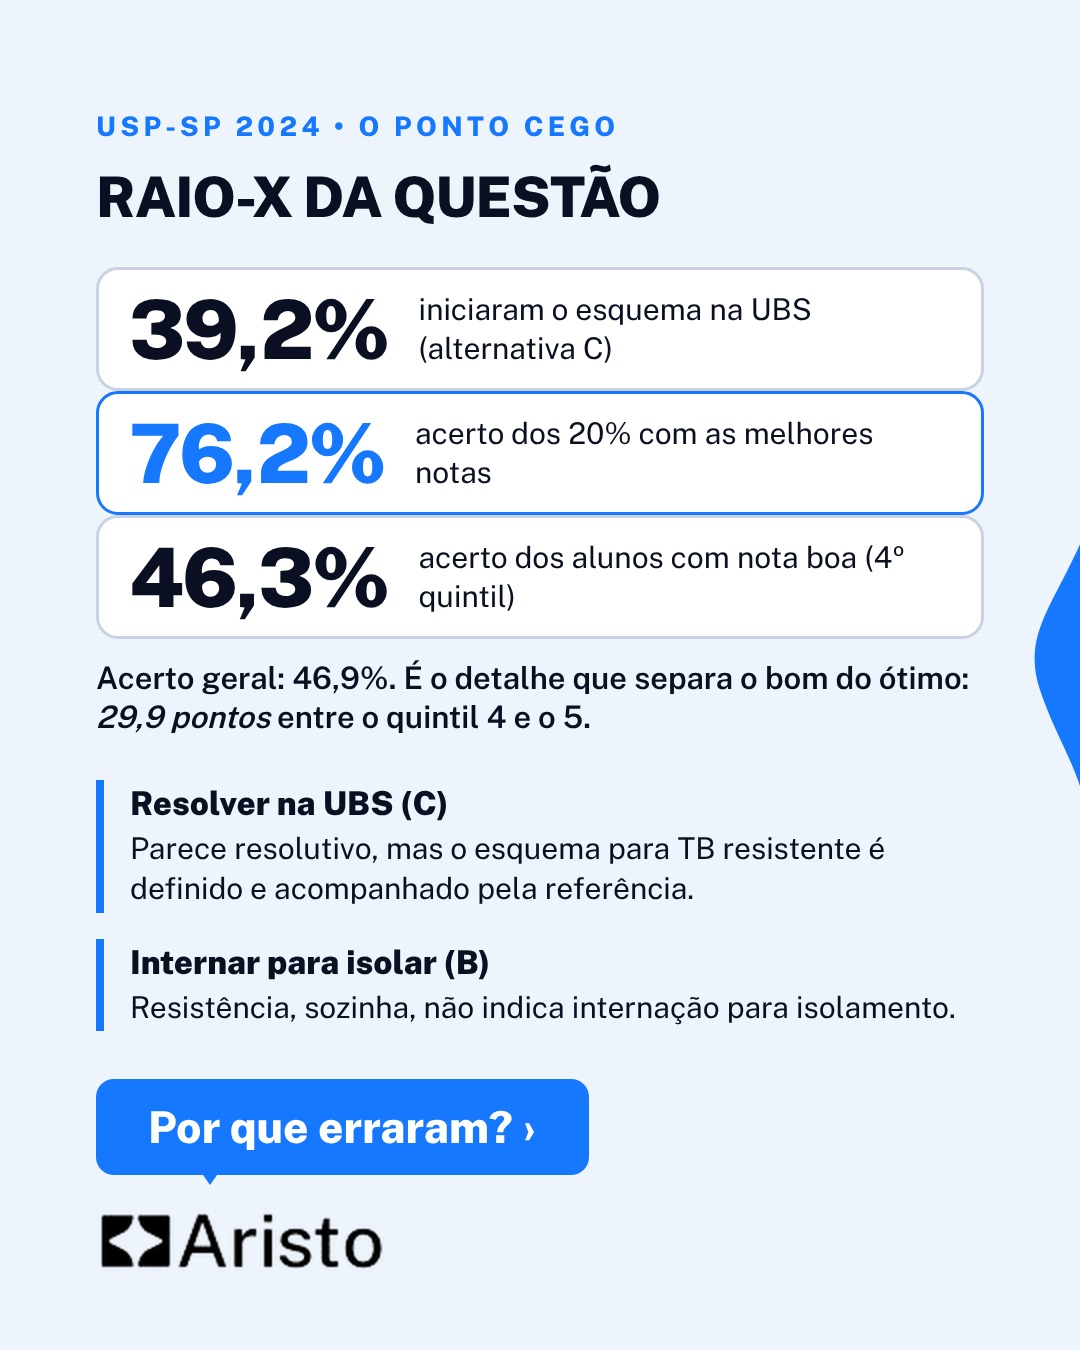 USP-SP 2024 • O PONTO CEGO
RAIO-X DA QUESTÃO
39,2% iniciaram o esquema na UBS
(alternativa C)
76,2% acerto dos 20% com as melhores
notas
46,3% acerto dos alunos com nota boa (4º
quintil)
Acerto geral: 46,9%. É o detalhe que separa o bom do ótimo:
29,9 pontos entre o quintil 4 e o 5.
Resolver na UBS (C)
Parece resolutivo, mas o esquema para TB resistente é
definido e acompanhado pela referência.
Internar para isolar (B)
Resistência, sozinha, não indica internação para isolamento.
Por que erraram? ›
Aristo